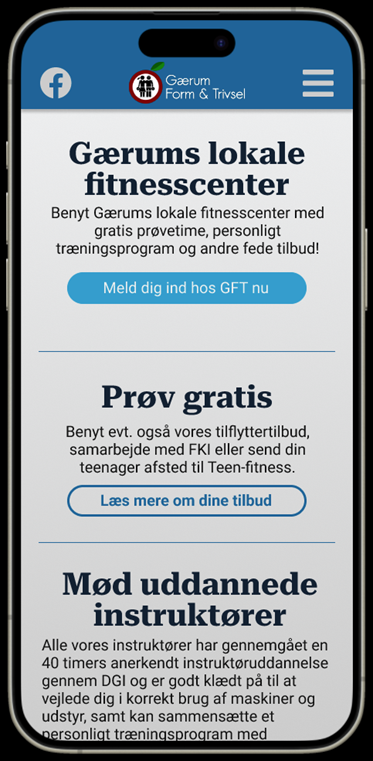 Gærum
Form & Trivsel
Gærums lokale
fitnesscenter
Benyt Gærums lokale fitnesscenter med
gratis prøvetime, personligt
træningsprogram og andre fede tilbud!
Meld dig ind hos GFT nu
Prøv gratis
Benyt evt. også vores tilflyttertilbud,
samarbejde med FKI eller send din
teenager afsted til Teen-fitness.
Læs mere om dine tilbud
Mød uddannede
instruktører
Alle vores instruktører har gennemgået en
40 timers anerkendt instruktøruddannelse
gennem DGI og er godt klædt på til at
vejlede dig i korrekt brug af maskiner og
udstyr, samt kan sammensætte et
personligt træningsprogram med